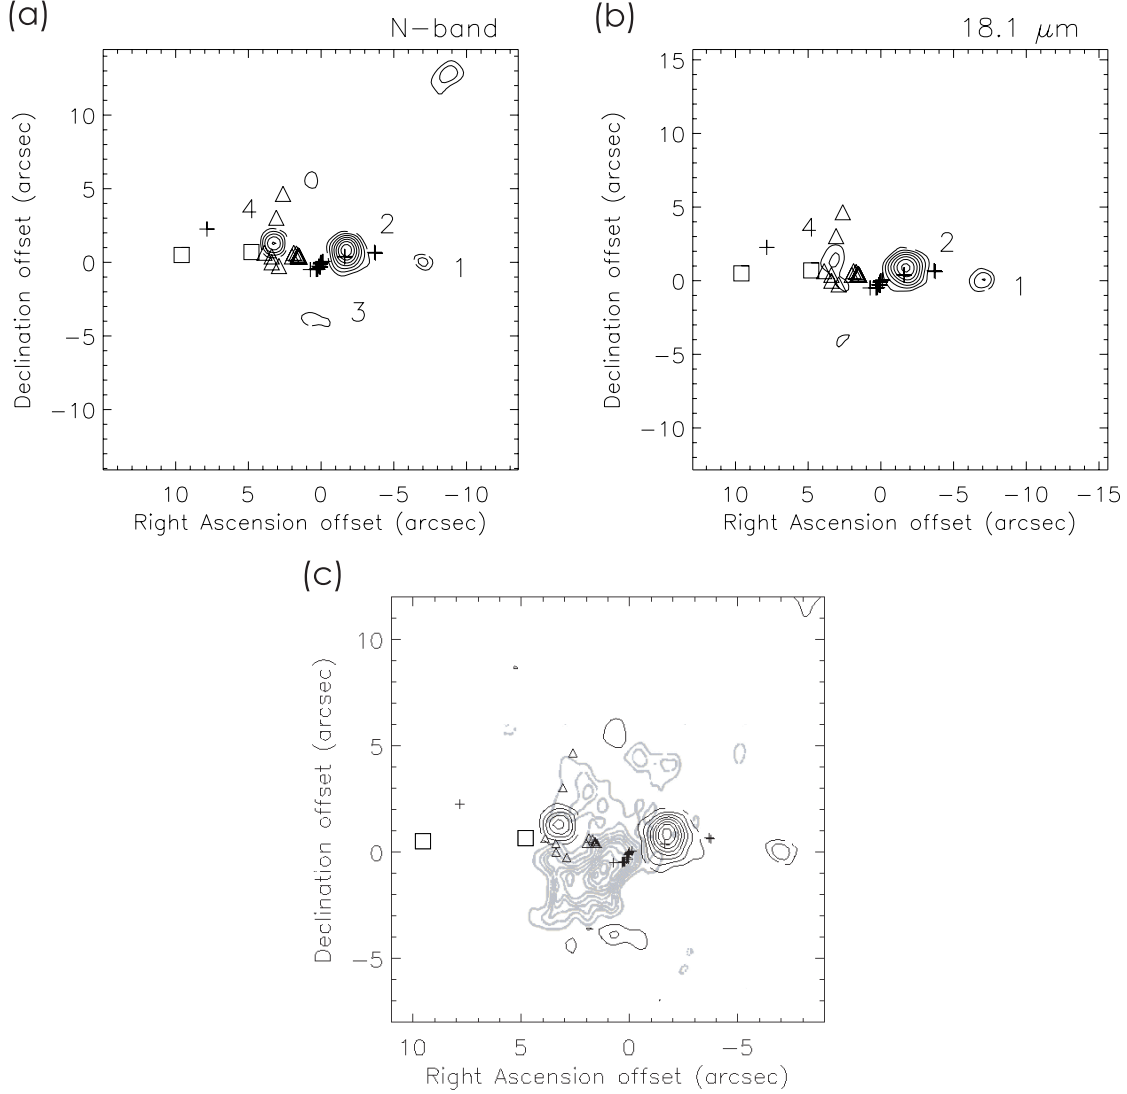 (a)
N-band
10
5
0
-5
-10
10 5 0 -5 -10
Declination offset (arcsec)
Right Ascension offset (arcsec)
4
2
1
3
(b)
18.1 μm
15
10
5
0
-5
-10
10 5 0 -5 -10 -15
Declination offset (arcsec)
Right Ascension offset (arcsec)
4
2
1
(c)
10
5
0
-5
10 5 0 -5
Declination offset (arcsec)
Right Ascension offset (arcsec)